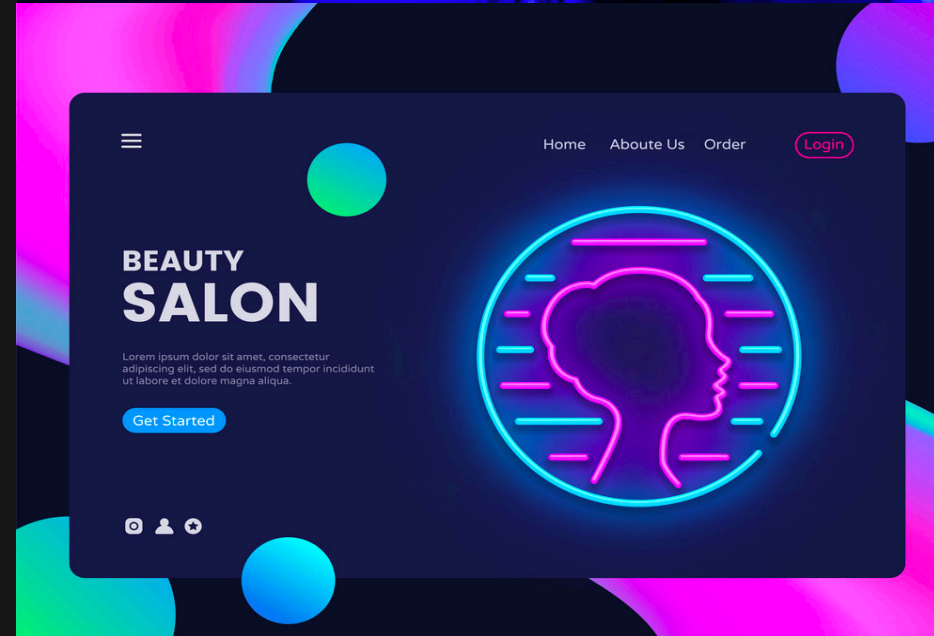 Home Aboute Us Order Login
BEAUTY
SALON
Lorem ipsum dolor sit amet, consectetur
adipiscing elit, sed do eiusmod tempor incididunt
ut labore et dolore magna aliqua.
Get Started